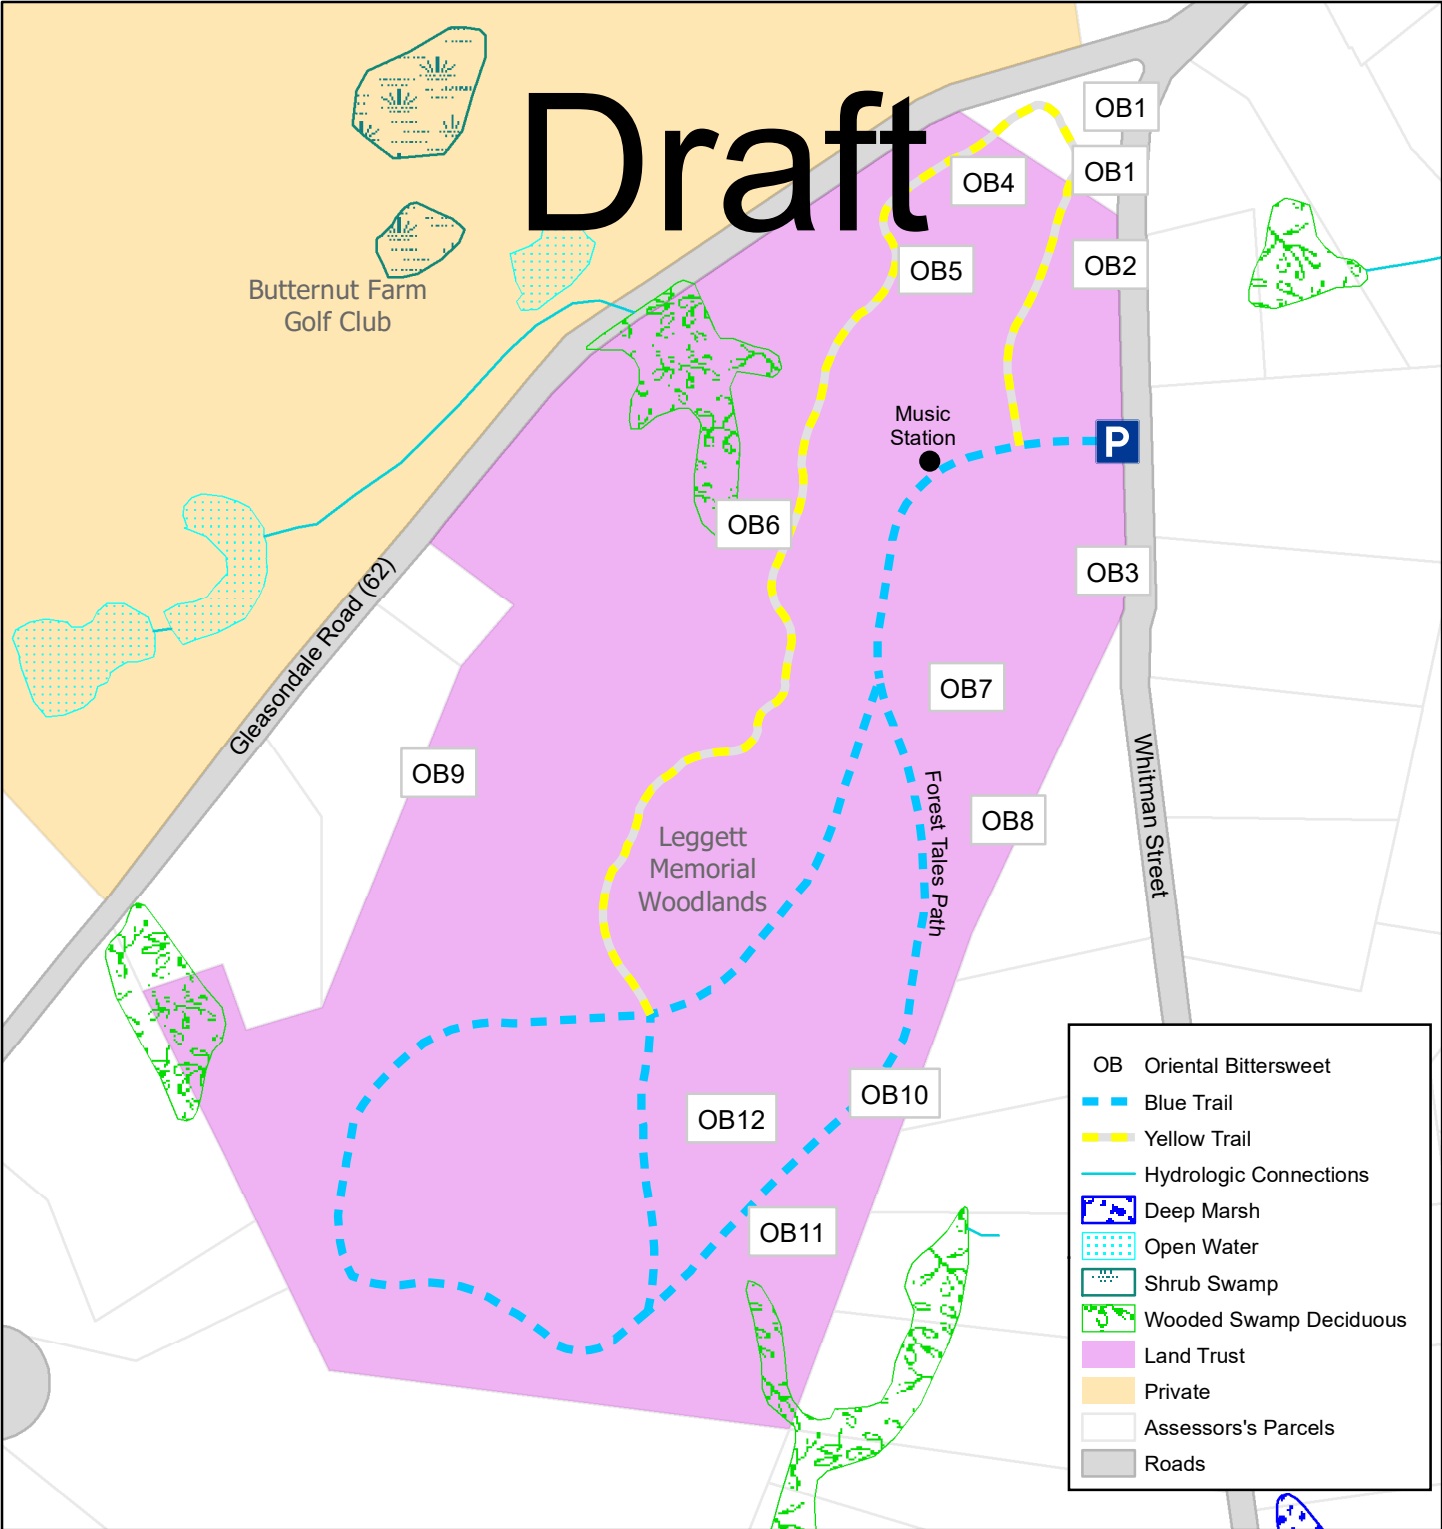 Draft
OB1
OB1
OB4
OB2
OB5
Butternut Farm
Golf Club
Music
Station
P
OB6
OB3
Gleasondale Road (62)
OB7
OB9
Whitman Street
Forest Tales Path
OB8
Leggett
Memorial
Woodlands
OB10
OB12
OB11
OB Oriental Bittersweet
Blue Trail
Yellow Trail
Hydrologic Connections
Deep Marsh
Open Water
Shrub Swamp
Wooded Swamp Deciduous
Land Trust
Private
Assessors's Parcels
Roads